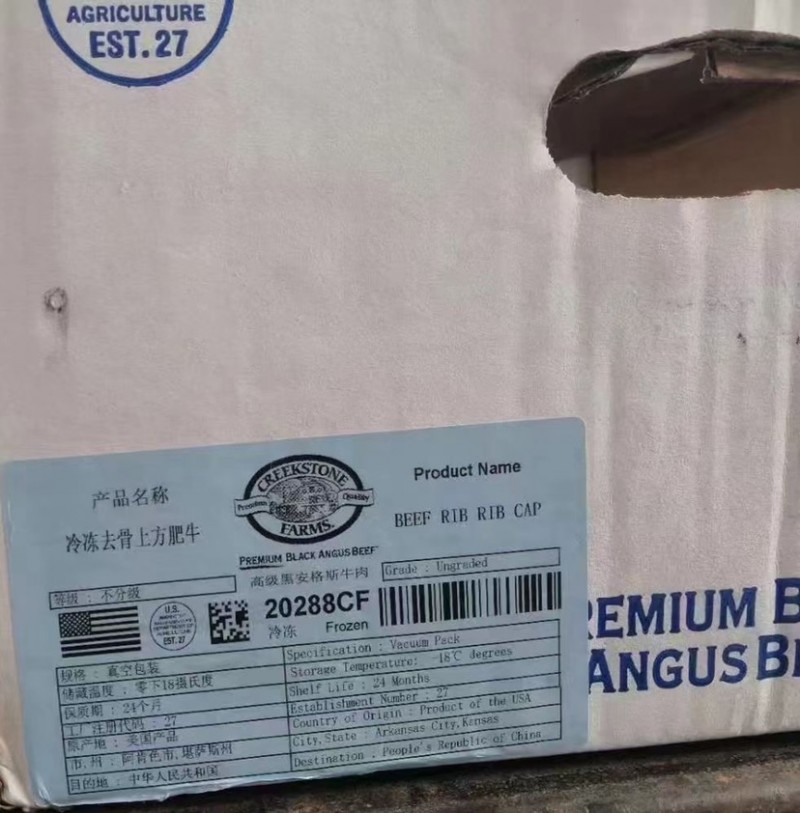 AGRICULTURE
EST. 27
产品名称
冷冻去骨上方肥牛
CREEKSTONE
Premium Quality
FARMS.
PREMIUM BLACK ANGUS BEEF
高级黑安格斯牛肉
Product Name
BEEF RIB RIB CAP
等级 : 不分级
Grade : Ungraded
U.S.
AGRICULTURE
EST. 27
20288CF
冷冻 Frozen
规格 : 真空包装
储藏温度 : 零下18摄氏度
保质期 : 24个月
工厂注册代码 : 27
原产地 : 美国产品
市,州 : 阿肯色市,堪萨斯州
目的地 : 中华人民共和国
Specification : Vacuum Pack
Storage Temperature: -18℃ degrees
Shelf Life : 24 Months
Establishment Number : 27
Country of Origin : Product of the USA
City,State : Arkansas City,Kansas
Destination : People's Republic of China
EMIUM B
ANGUS BE